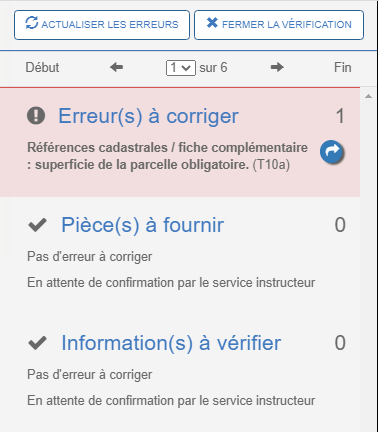 ACTUALISER LES ERREURS FERMER LA VÉRIFICATION
Début 1 sur 6 Fin
Erreur(s) à corriger 1
Références cadastrales / fiche complémentaire
: superficie de la parcelle obligatoire. (T10a)
Pièce(s) à fournir 0
Pas d'erreur à corriger
En attente de confirmation par le service instructeur
Information(s) à vérifier 0
Pas d'erreur à corriger
En attente de confirmation par le service instructeur